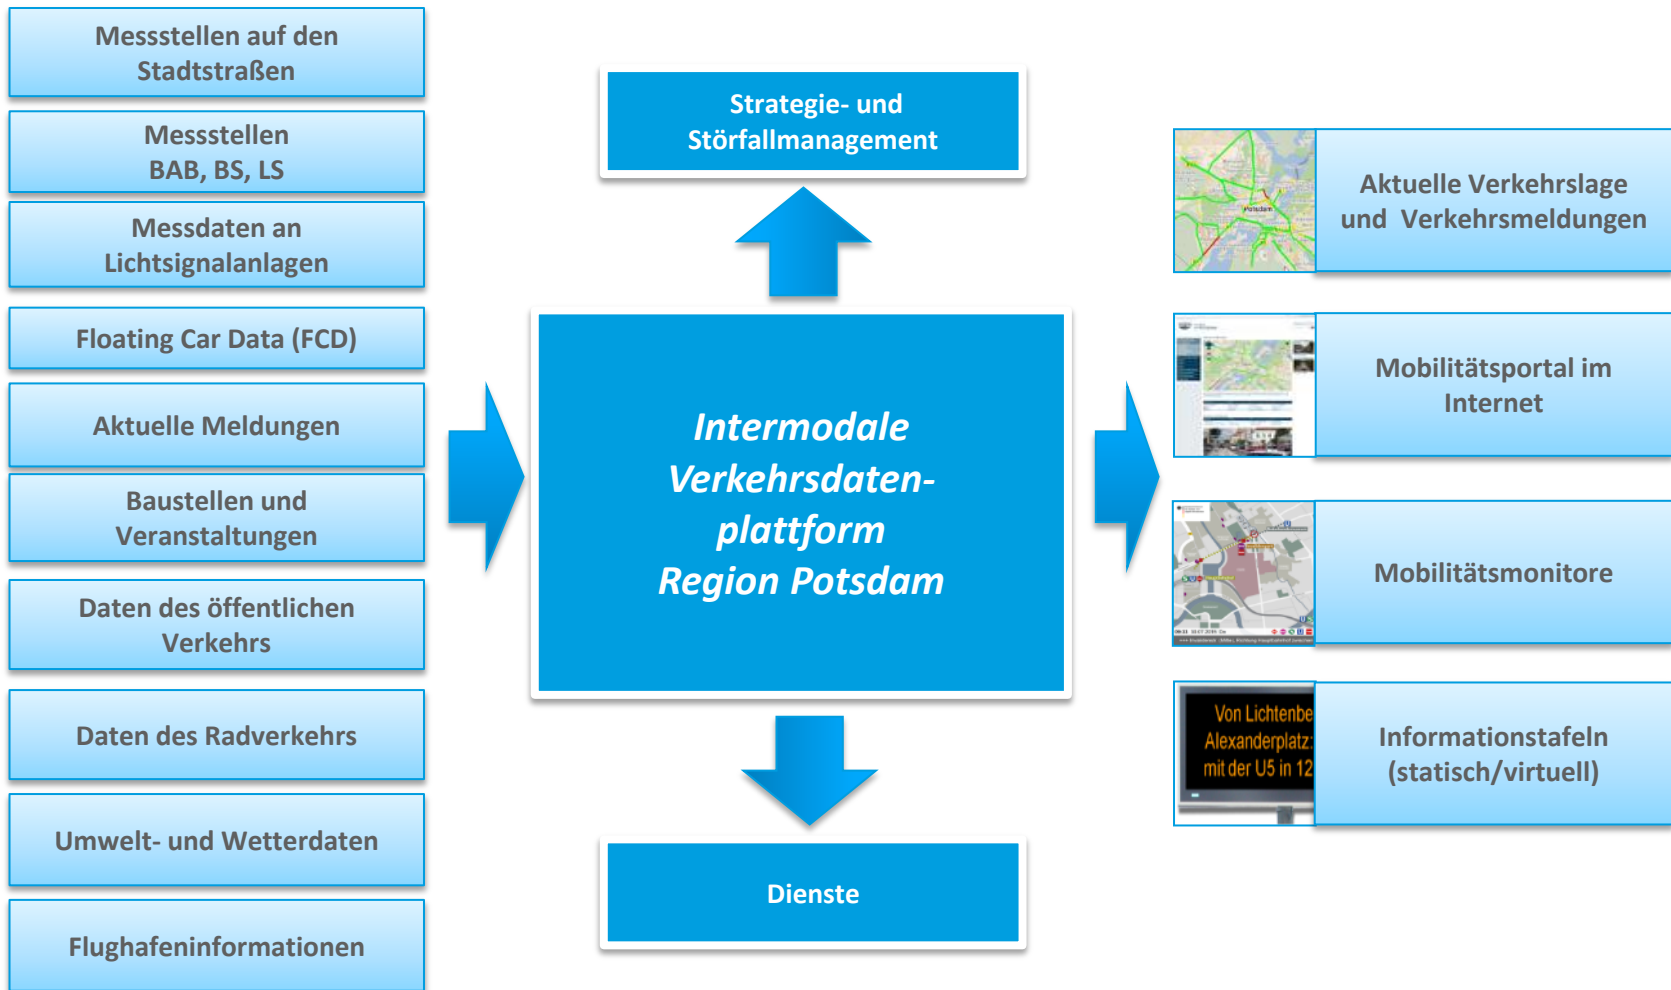 Messstellen auf den
Stadtstraßen
Messstellen
BAB, BS, LS
Messdaten an
Lichtsignalanlagen
Floating Car Data (FCD)
Aktuelle Meldungen
Baustellen und
Veranstaltungen
Daten des öffentlichen
Verkehrs
Daten des Radverkehrs
Umwelt- und Wetterdaten
Flughafeninformationen
Strategie- und
Störfallmanagement
Intermodale
Verkehrsdaten-
plattform
Region Potsdam
Dienste
Potsdam
Aktuelle Verkehrslage
und Verkehrsmeldungen
Mobilitätsportal im
Internet
Mobilitätsmonitore
Von Lichtenbe
Alexanderplatz:
mit der U5 in 12
Informationstafeln
(statisch/virtuell)